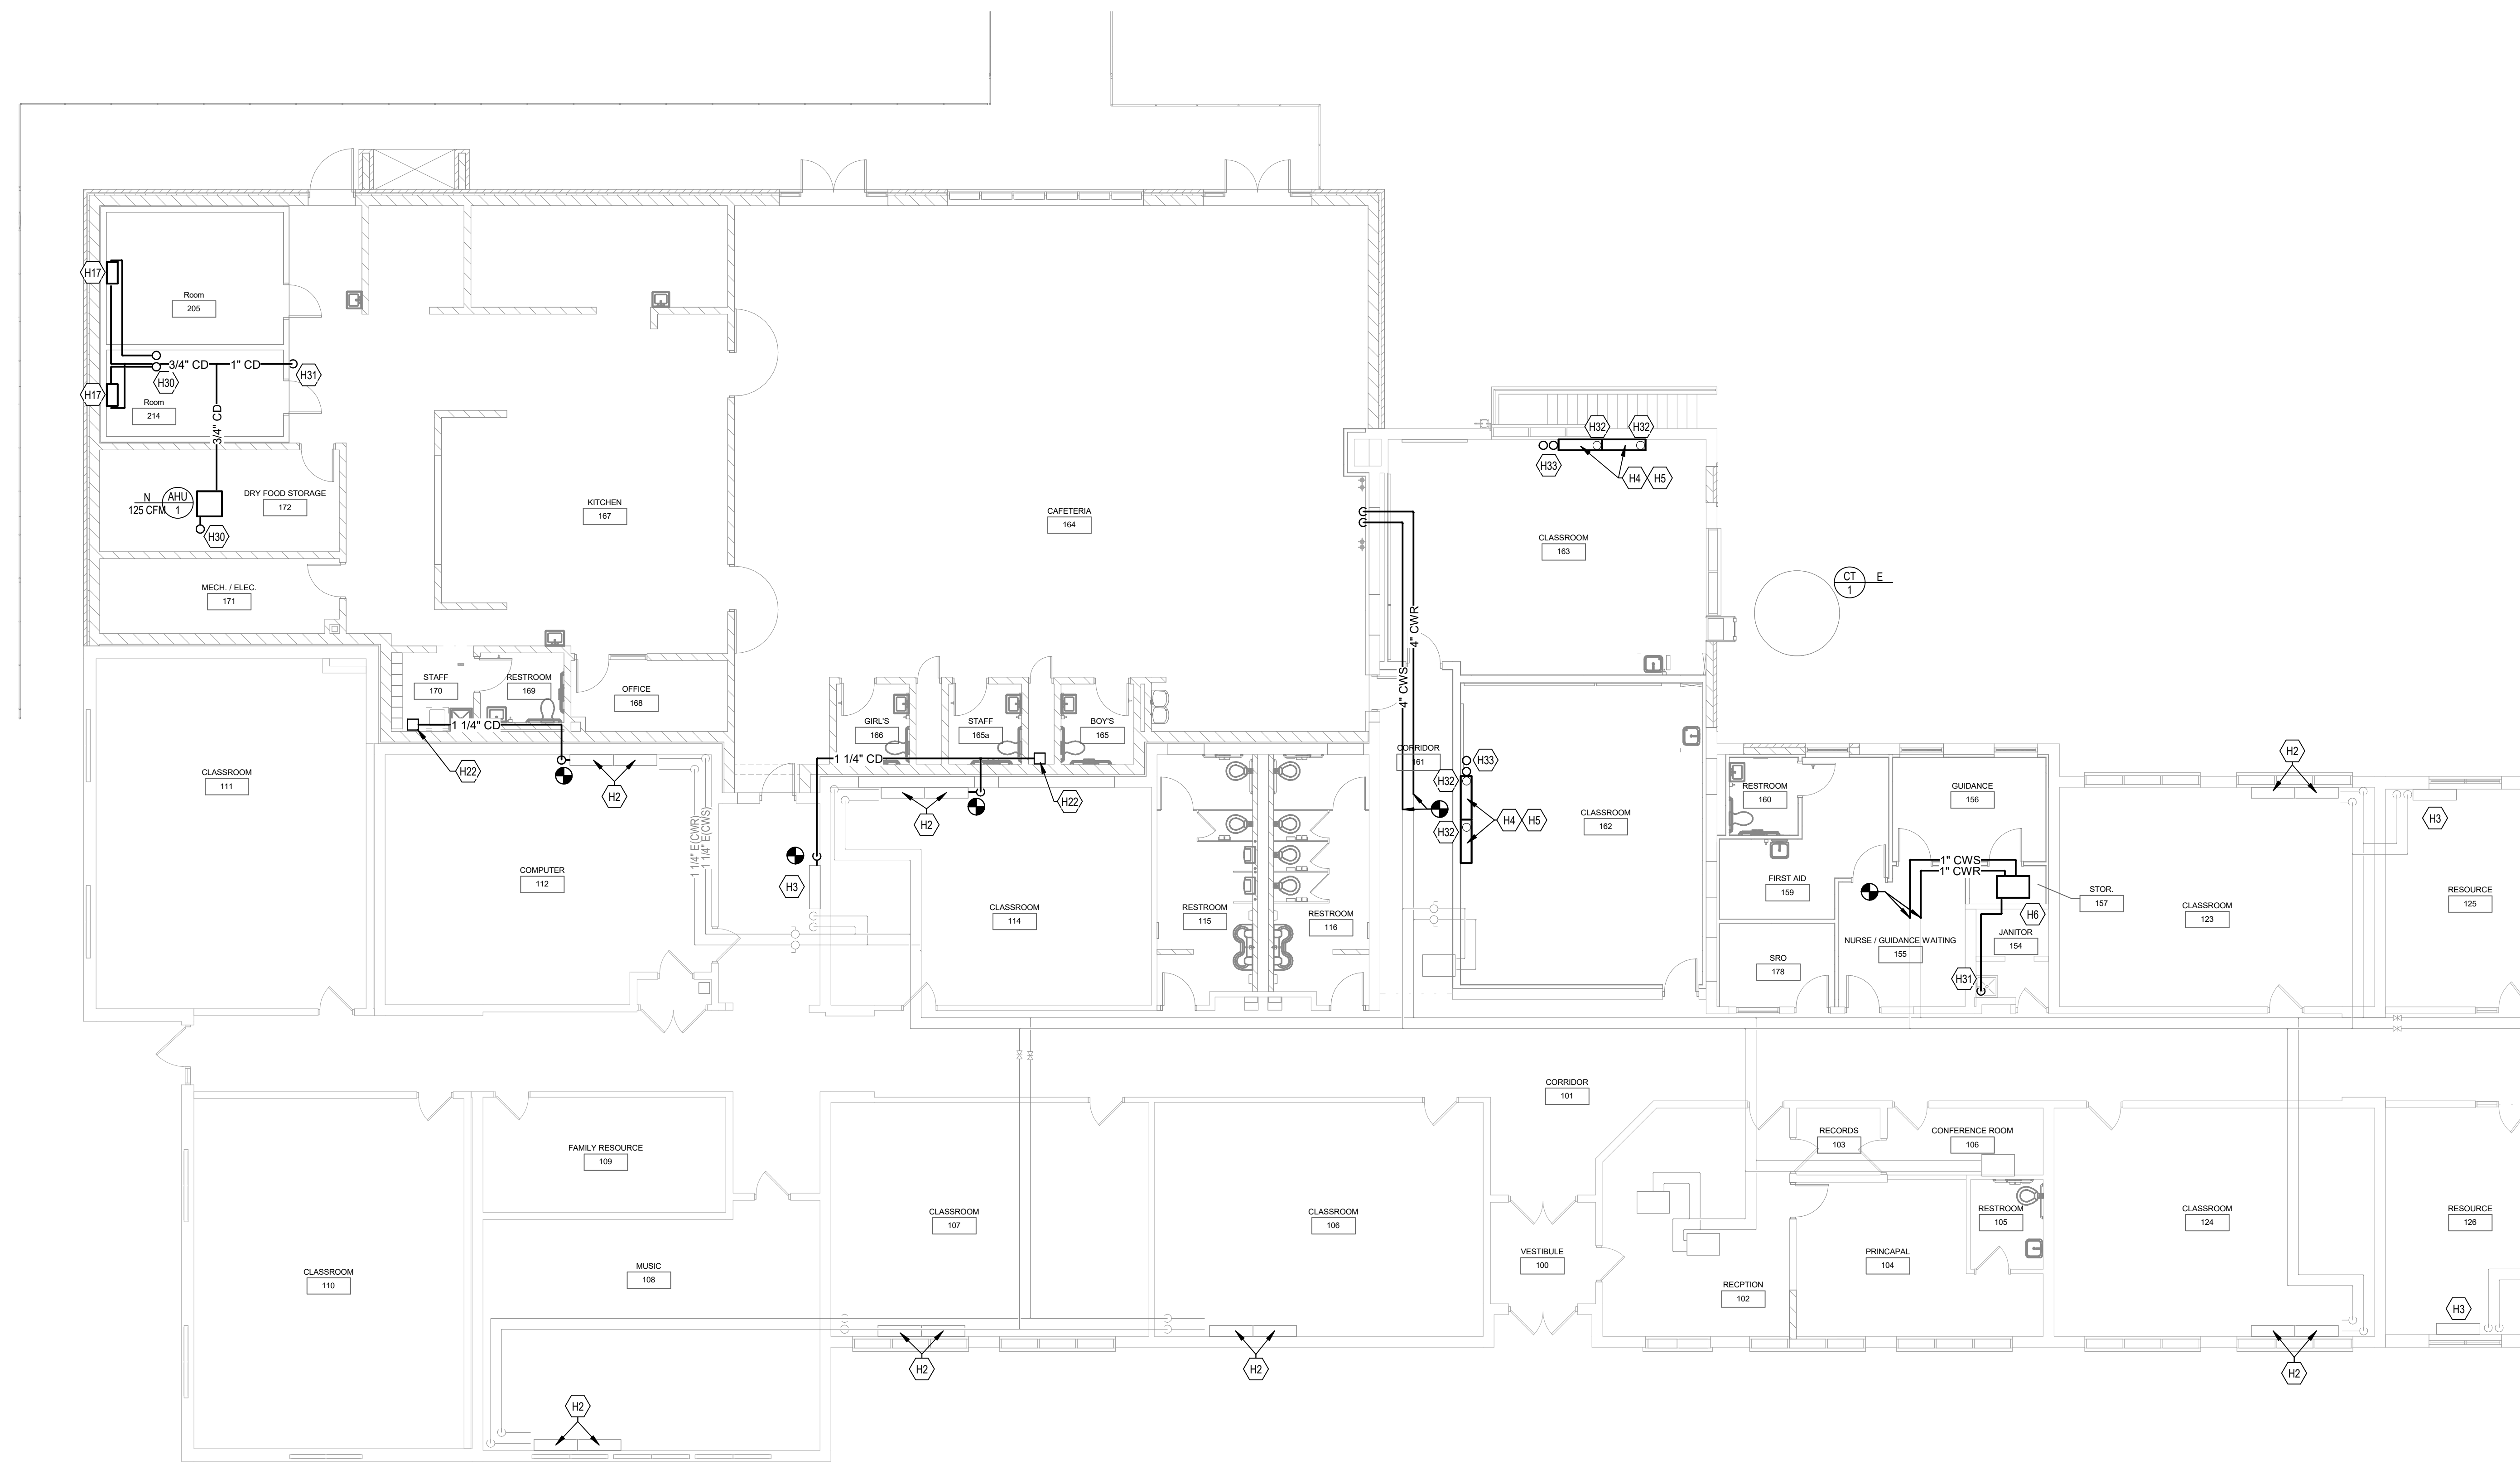 H17
Room
205
3/4" CD
1" CD
H31
H30
H17
Room
214
3/4" CD
H32
H32
H33
H4
H5
N
AHU
125 CFM
1
DRY FOOD STORAGE
172
H30
KITCHEN
167
CAFETERIA
164
CLASSROOM
163
CT
E
1
MECH. / ELEC.
171
4" CWR
4" CWS
STAFF
170
RESTROOM
169
OFFICE
168
1 1/4" CD
H22
GIRL'S
166
STAFF
165a
BOY'S
165
1 1/4" CD
H22
CORRIDOR
161
H33
H32
H32
H4
H5
CLASSROOM
111
H2
H2
1 1/4" E(CWR)
1 1/4" E(CWS)
COMPUTER
112
H3
CLASSROOM
114
RESTROOM
115
RESTROOM
116
CLASSROOM
162
RESTROOM
160
GUIDANCE
156
H2
H3
1" CWS
1" CWR
FIRST AID
159
STOR.
157
H6
CLASSROOM
123
RESOURCE
125
NURSE / GUIDANCE WAITING
155
JANITOR
154
SRO
178
H31
CORRIDOR
101
FAMILY RESOURCE
109
RECORDS
103
CONFERENCE ROOM
106
CLASSROOM
107
CLASSROOM
106
RESTROOM
105
CLASSROOM
124
RESOURCE
126
CLASSROOM
110
MUSIC
108
VESTIBULE
100
PRINCAPAL
104
RECPTION
102
H3
H2
H2
H2
H2